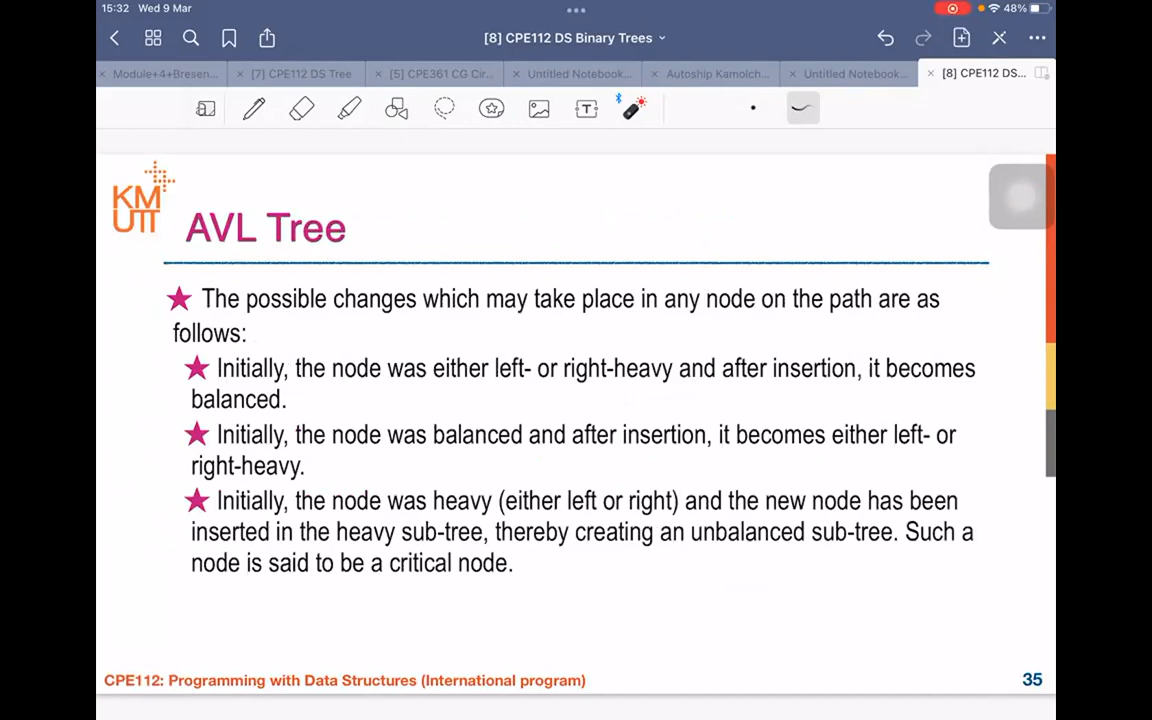 15:32 Wed 9 Mar
48%
[8] CPE112 DS Binary Trees
Module+4+Bresen...
[7] CPE112 DS Tree
[5] CPE361 CG Cir...
Untitled Notebook...
Autoship Kamolch...
Untitled Notebook...
[8] CPE112 DS...
T
KM
UTT
AVL Tree
The possible changes which may take place in any node on the path are as
follows:
Initially, the node was either left- or right-heavy and after insertion, it becomes
balanced.
Initially, the node was balanced and after insertion, it becomes either left- or
right-heavy.
Initially, the node was heavy (either left or right) and the new node has been
inserted in the heavy sub-tree, thereby creating an unbalanced sub-tree. Such a
node is said to be a critical node.
CPE112: Programming with Data Structures (International program)
35